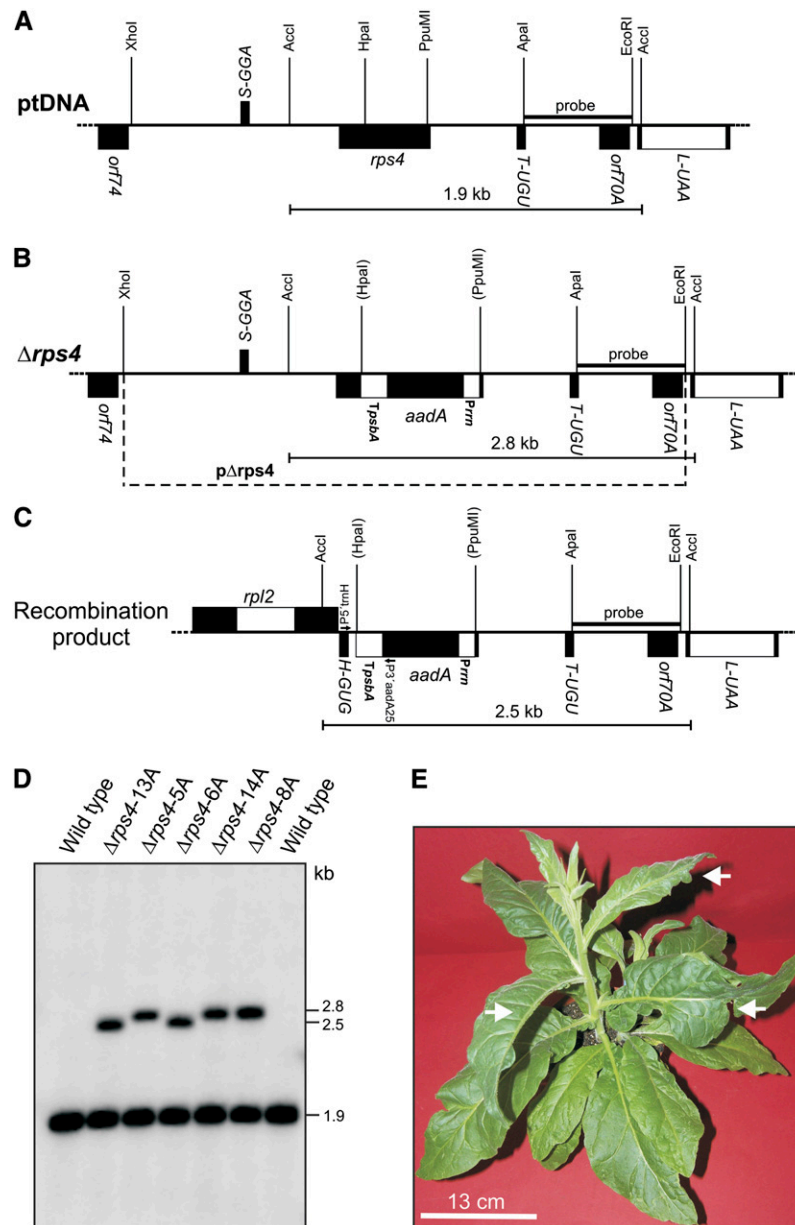 A
XhoI
S-GGA
AccI
HpaI
PpuMI
ApaI
EcoRI
AccI
ptDNA
probe
orf74
rps4
T-UGU
orf70A
L-UAA
1.9 kb
B
XhoI
S-GGA
AccI
(HpaI)
(PpuMI)
ApaI
EcoRI
AccI
Δrps4
probe
orf74
TpsbA
aadA
Prrn
T-UGU
orf70A
L-UAA
2.8 kb
pΔrps4
C
AccI
(HpaI)
(PpuMI)
ApaI
EcoRI
AccI
Recombination
product
rpl2
P5'trnH
probe
H-GUG
TpsbA
P3'aadA25
aadA
Prrn
T-UGU
orf70A
L-UAA
2.5 kb
D
Wild type
Δrps4-13A
Δrps4-5A
Δrps4-6A
Δrps4-14A
Δrps4-8A
Wild type
kb
2.8
2.5
1.9
E
13 cm